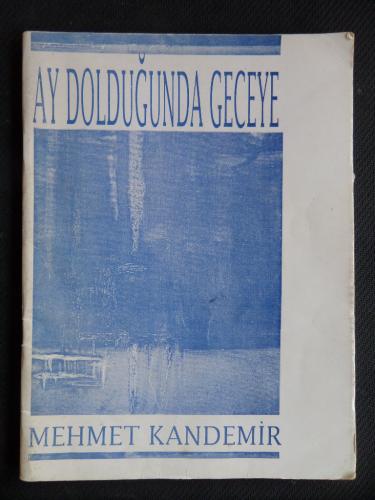 AY DOLDUĞUNDA GECEYE
MEHMET KANDEMİR